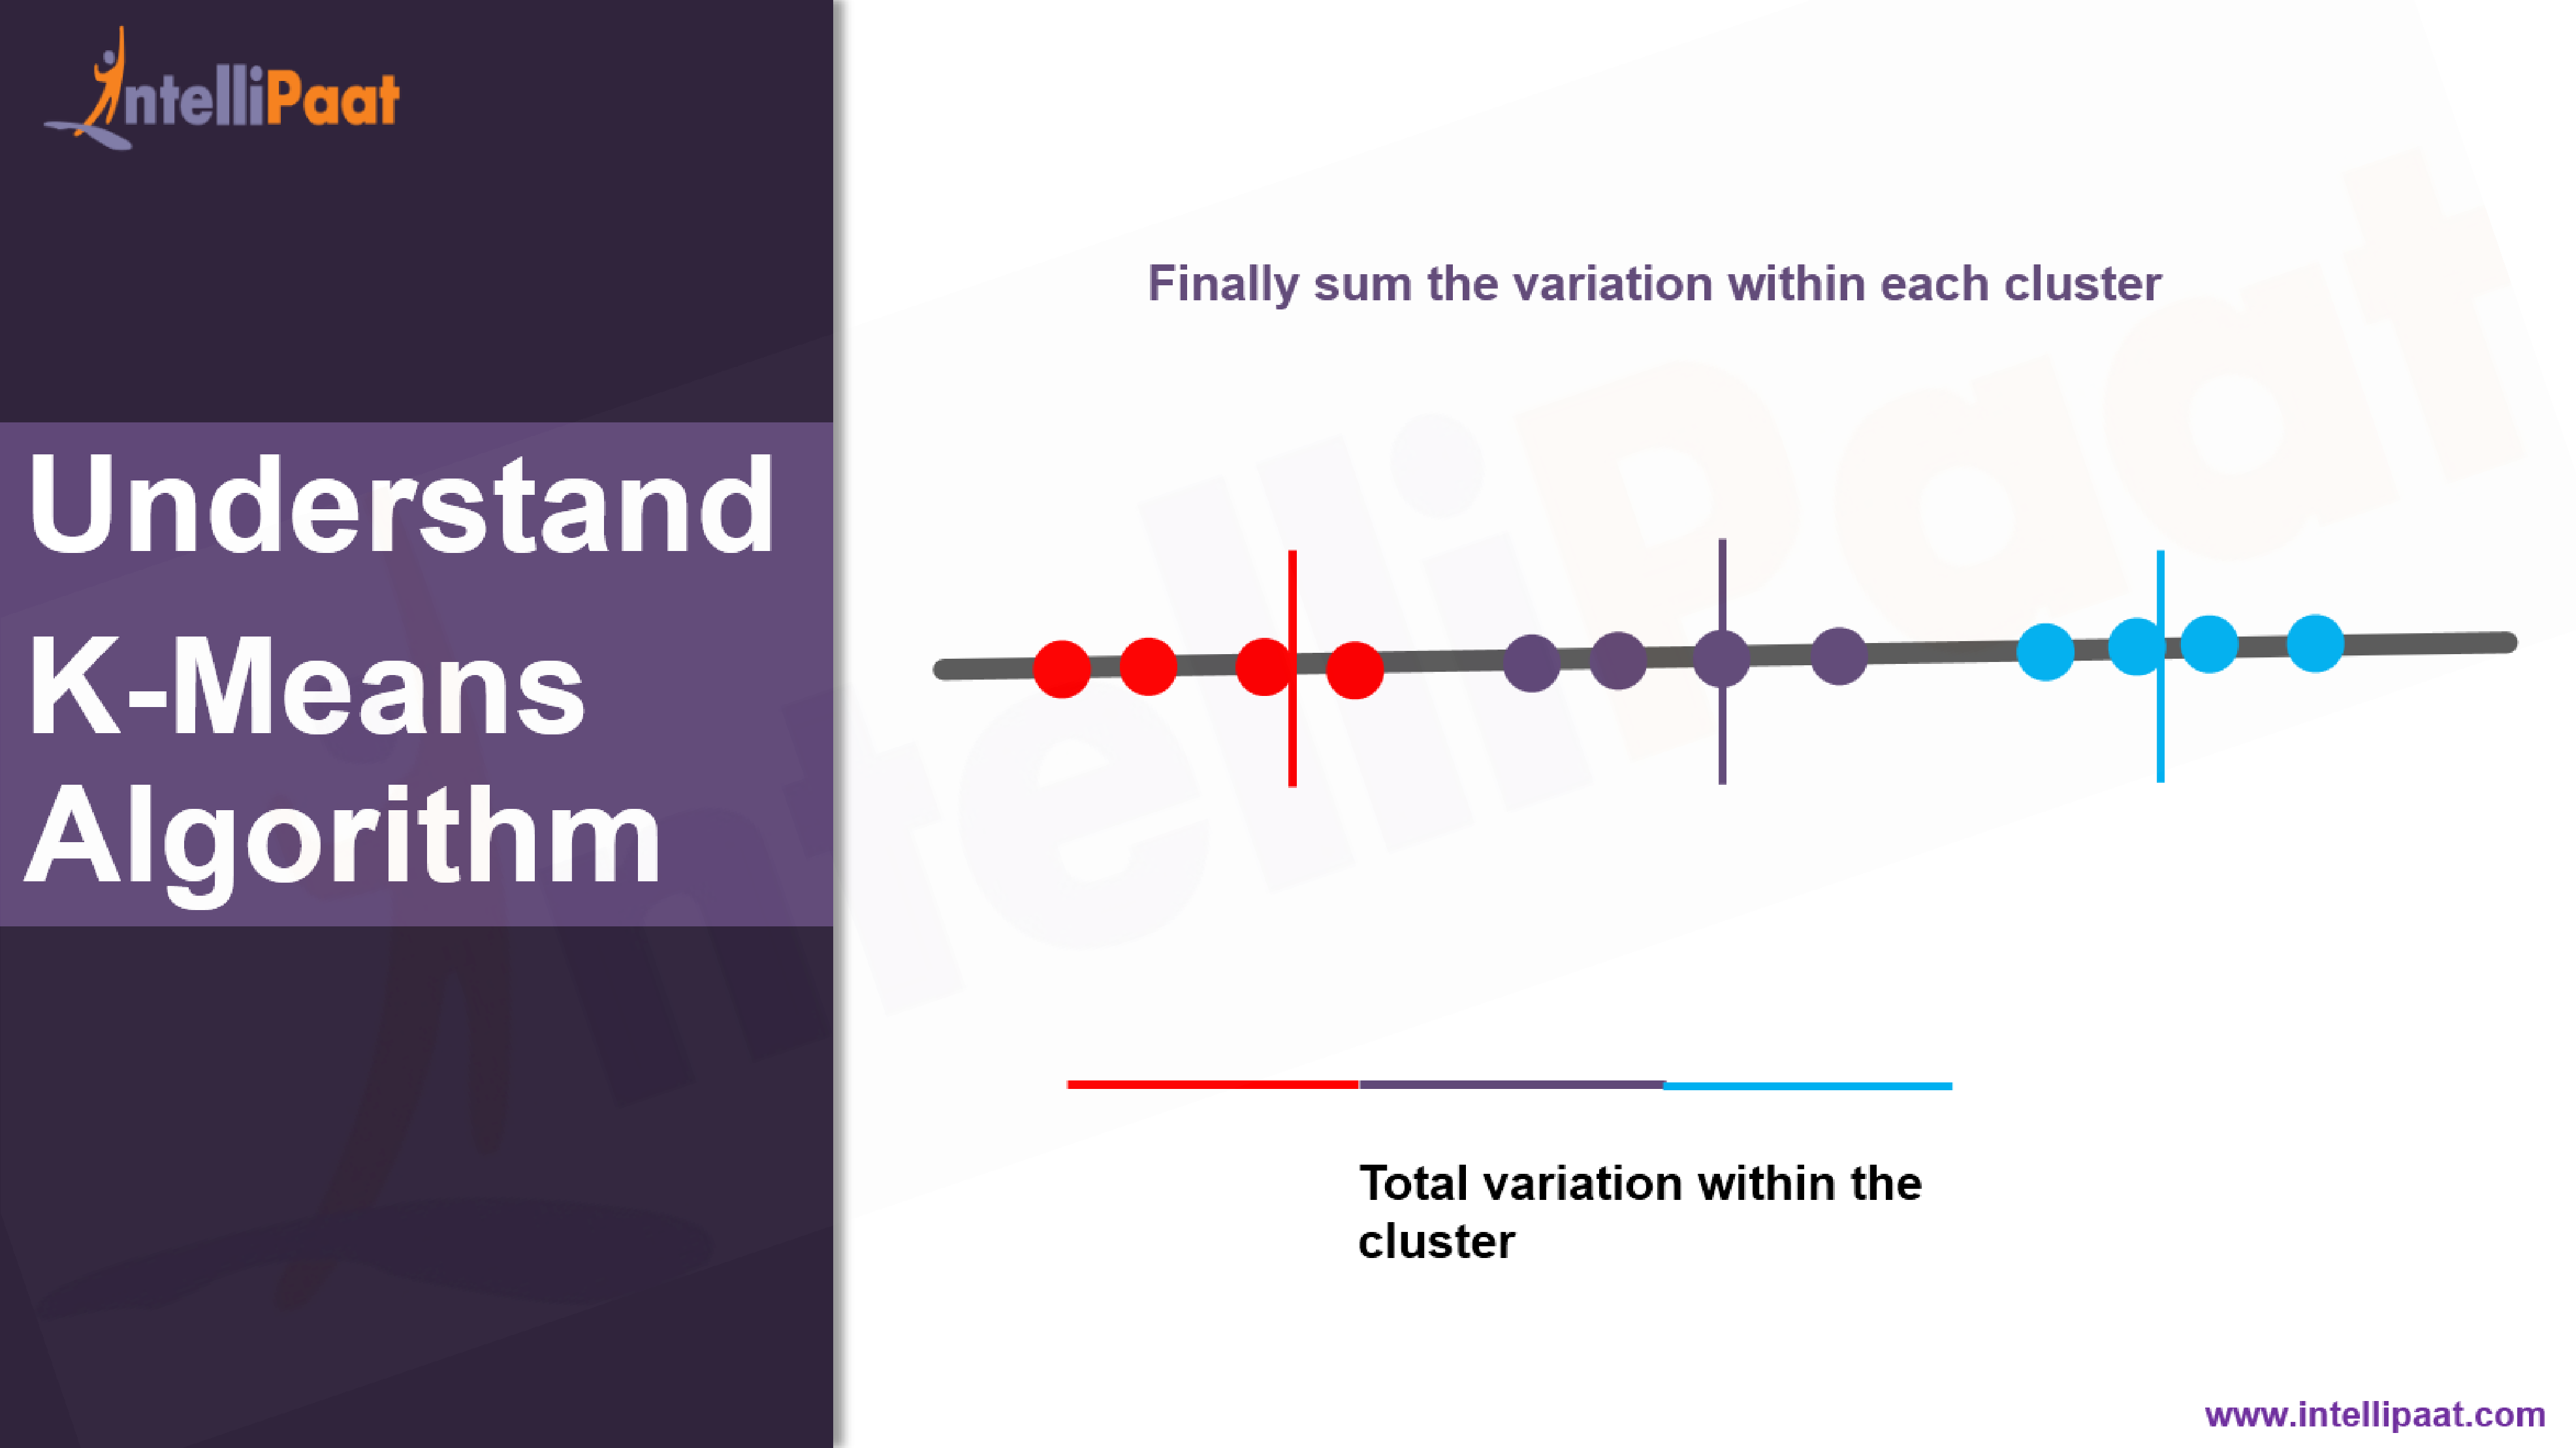 IntelliPaat
Understand
K-Means
Algorithm
Finally sum the variation within each cluster
Total variation within the
cluster
www.intellipaat.com